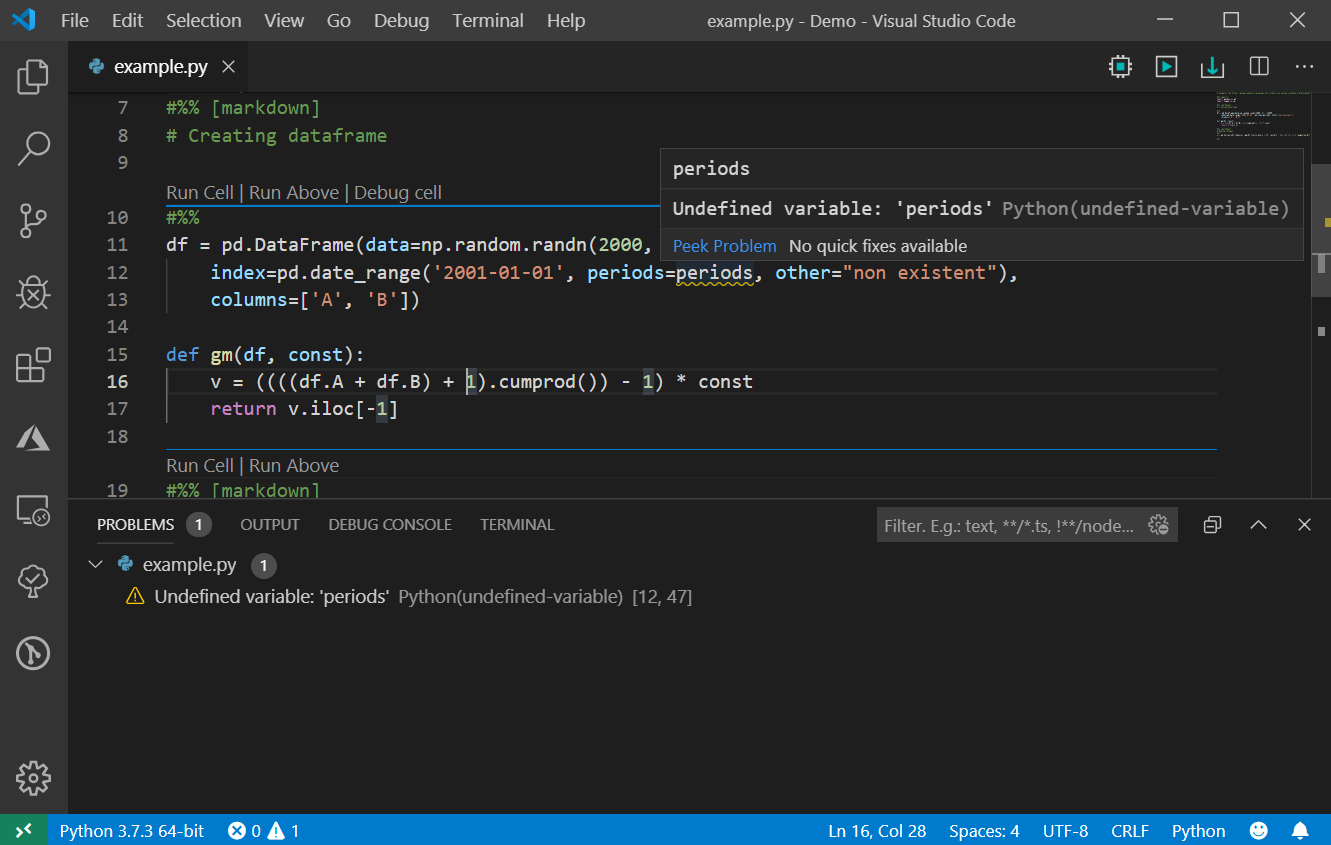 File Edit Selection View Go Debug Terminal Help example.py - Demo - Visual Studio Code
example.py
7 #%% [markdown]
8 # Creating dataframe
9
periods
Undefined variable: 'periods' Python(undefined-variable)
Peek Problem No quick fixes available
Run Cell | Run Above | Debug cell
10 #%%
11 df = pd.DataFrame(data=np.random.randn(2000,
12 index=pd.date_range('2001-01-01', periods=periods, other="non existent"),
13 columns=['A', 'B'])
14
15 def gm(df, const):
16 v = ((((df.A + df.B) + 1).cumprod()) - 1) * const
17 return v.iloc[-1]
18
Run Cell | Run Above
19 #%% [markdown]
PROBLEMS 1 OUTPUT DEBUG CONSOLE TERMINAL Filter. E.g.: text, **/*.ts, !**/node...
example.py 1
Undefined variable: 'periods' Python(undefined-variable) [12, 47]
Python 3.7.3 64-bit 0 1 Ln 16, Col 28 Spaces: 4 UTF-8 CRLF Python